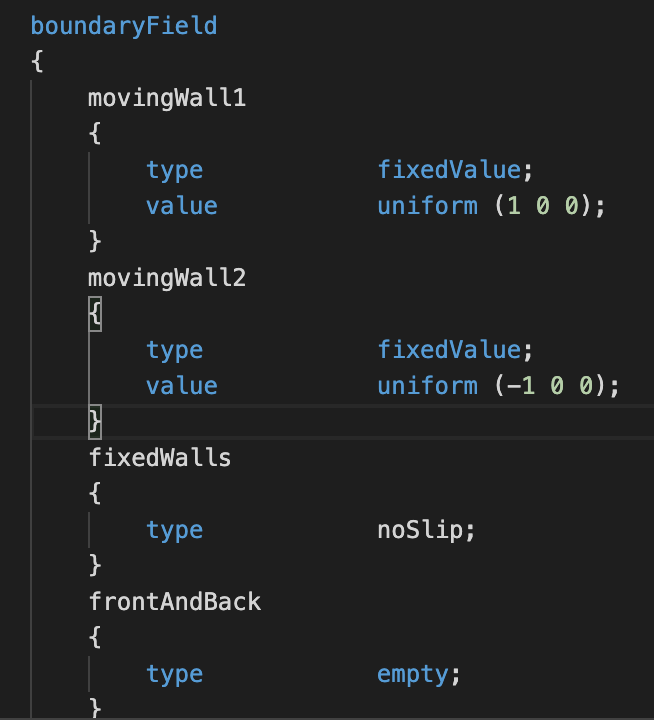 boundaryField
{
    movingWall1
    {
        type            fixedValue;
        value           uniform (1 0 0);
    }
    movingWall2
    {
        type            fixedValue;
        value           uniform (-1 0 0);
    }
    fixedWalls
    {
        type            noSlip;
    }
    frontAndBack
    {
        type            empty;
    }